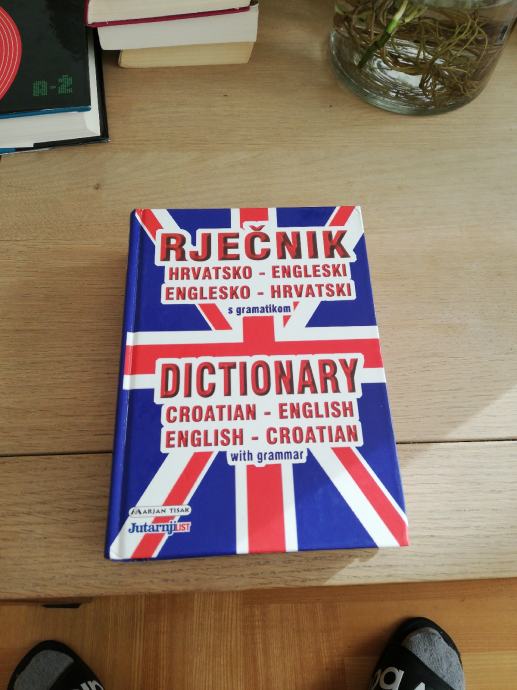 RJEČNIK
HRVATSKO - ENGLESKI
ENGLESKO - HRVATSKI
s gramatikom
DICTIONARY
CROATIAN - ENGLISH
ENGLISH - CROATIAN
with grammar
MARJAN TISAK
Jutarnji LIST